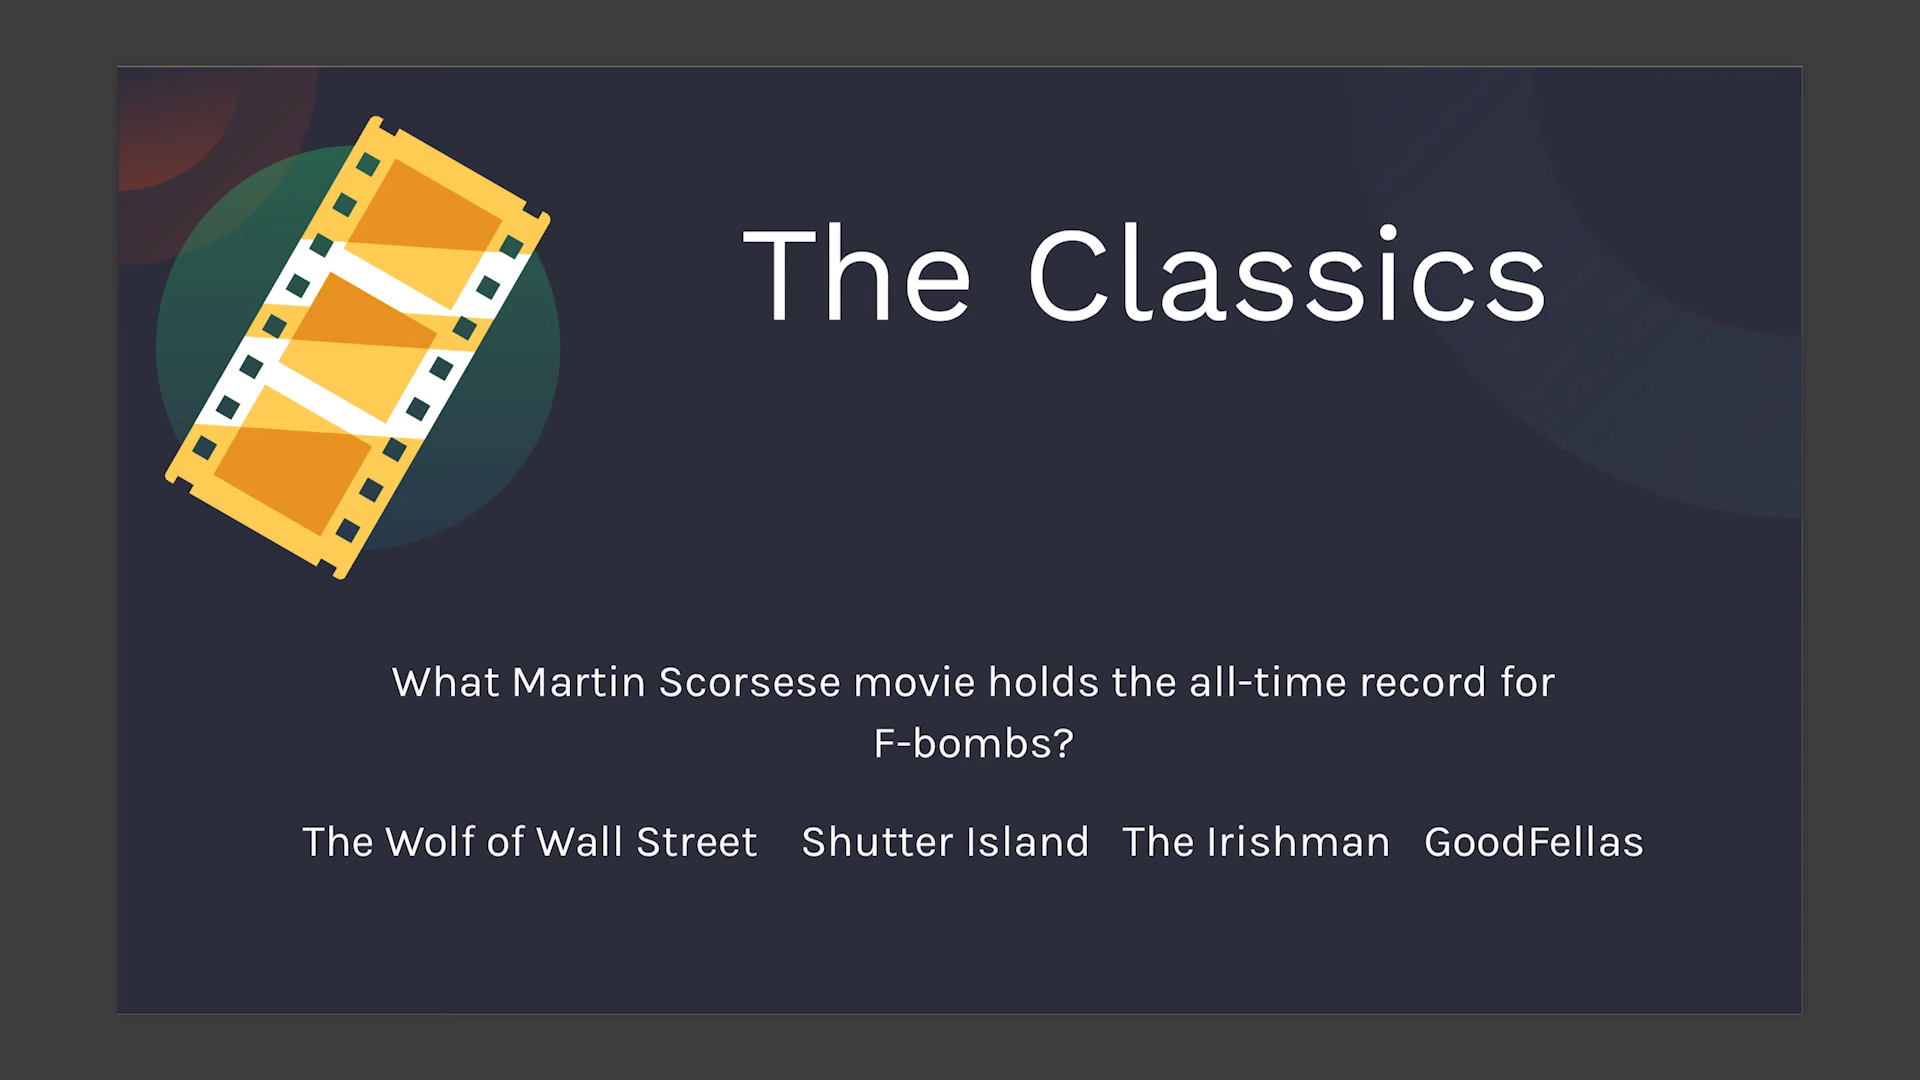 The Classics
What Martin Scorsese movie holds the all-time record for
F-bombs?
The Wolf of Wall Street Shutter Island The Irishman GoodFellas